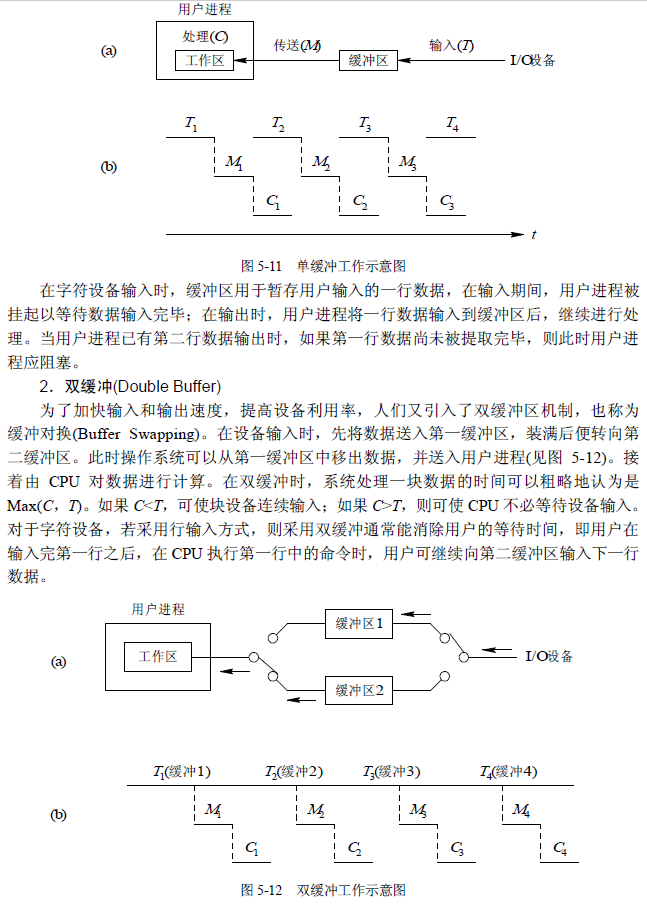 用户进程
处理(C)
(a)
工作区
传送(M)
缓冲区
输入(T)
I/O设备
T1
T2
T3
T4
(b)
M1
M2
M3
C1
C2
C3
t
图 5-11 单缓冲工作示意图
在字符设备输入时，缓冲区用于暂存用户输入的一行数据，在输入期间，用户进程被
挂起以等待数据输入完毕；在输出时，用户进程将一行数据输入到缓冲区后，继续进行处
理。当用户进程已有第二行数据输出时，如果第一行数据尚未被提取完毕，则此时用户进
程应阻塞。
2．双缓冲(Double Buffer)
为了加快输入和输出速度，提高设备利用率，人们又引入了双缓冲区机制，也称为
缓冲对换(Buffer Swapping)。在设备输入时，先将数据送入第一缓冲区，装满后便转向第
二缓冲区。此时操作系统可以从第一缓冲区中移出数据，并送入用户进程(见图 5-12)。接
着由 CPU 对数据进行计算。在双缓冲时，系统处理一块数据的时间可以粗略地认为是
Max(C，T)。如果 C<T，可使块设备连续输入；如果 C>T，则可使 CPU 不必等待设备输入。
对于字符设备，若采用行输入方式，则采用双缓冲通常能消除用户的等待时间，即用户在
输入完第一行之后，在 CPU 执行第一行中的命令时，用户可继续向第二缓冲区输入下一行
数据。
用户进程
缓冲区1
(a)
工作区
I/O设备
缓冲区2
T1(缓冲1)
T2(缓冲2)
T3(缓冲3)
T4(缓冲4)
(b)
M1
M2
M3
M4
C1
C2
C3
C4
图 5-12 双缓冲工作示意图